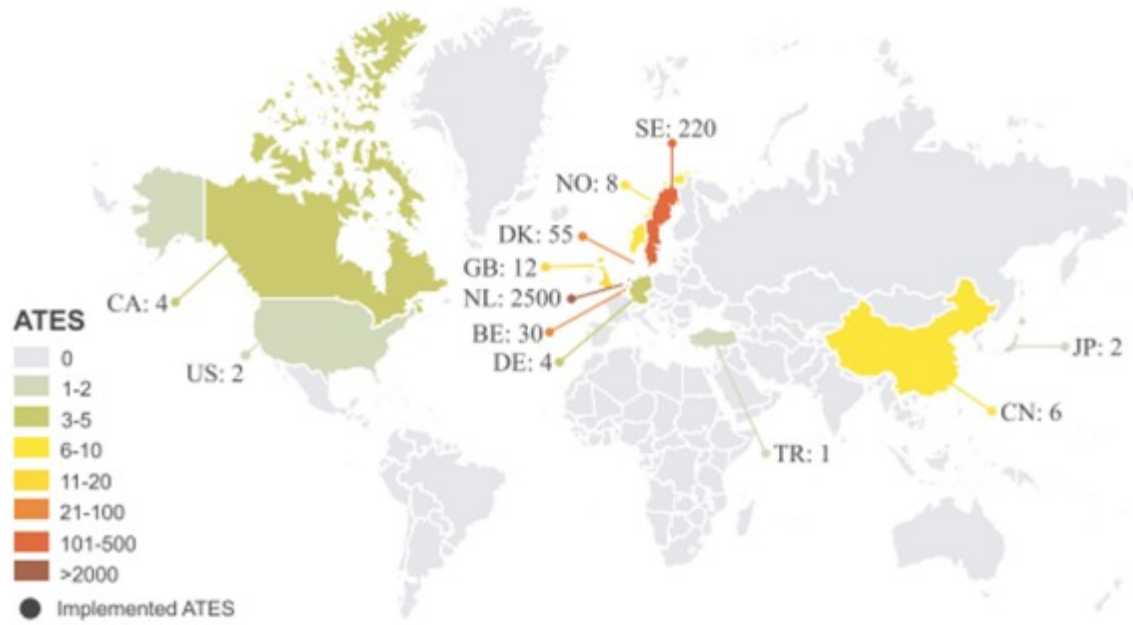 SE: 220
NO: 8
DK: 55
GB: 12
NL: 2500
BE: 30
DE: 4
CA: 4
US: 2
JP: 2
CN: 6
TR: 1
ATES
0
1-2
3-5
6-10
11-20
21-100
101-500
>2000
Implemented ATES